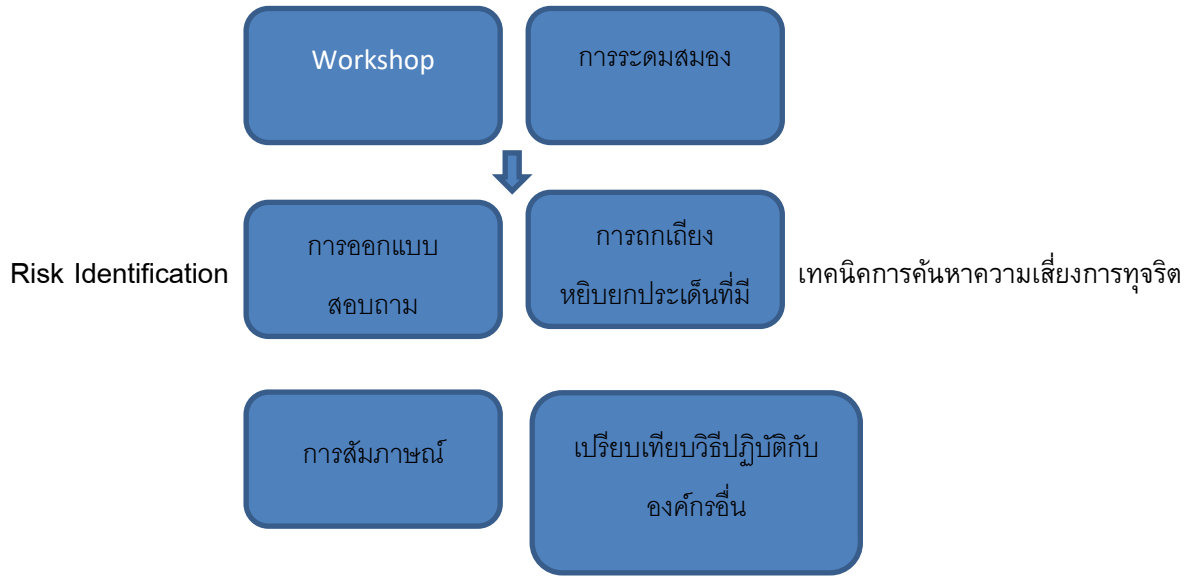 Workshop
การระดมสมอง
Risk Identification
การออกแบบ
สอบถาม
การถกเถียง
หยิบยกประเด็นที่มี
เทคนิคการค้นหาความเสี่ยงการทุจริต
การสัมภาษณ์
เปรียบเทียบวิธีปฏิบัติกับ
องค์กรอื่น